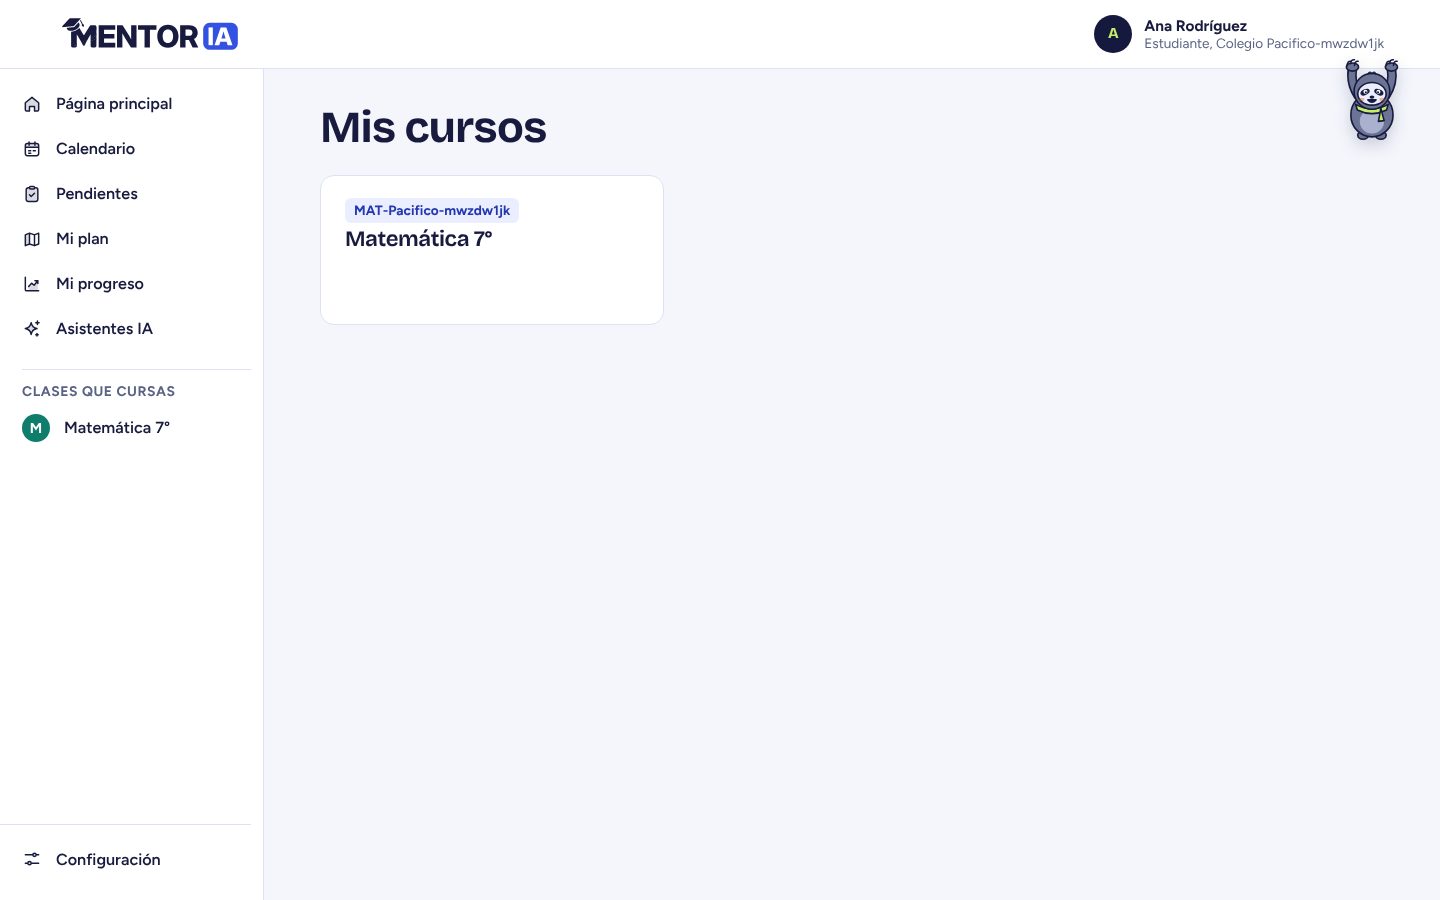 MENTOR IA
Ana Rodríguez
Estudiante, Colegio Pacifico-mwzdw1jk
Página principal
Calendario
Pendientes
Mi plan
Mi progreso
Asistentes IA
CLASES QUE CURSAS
M Matemática 7°
Configuración
A
Mis cursos
MAT-Pacifico-mwzdw1jk
Matemática 7°